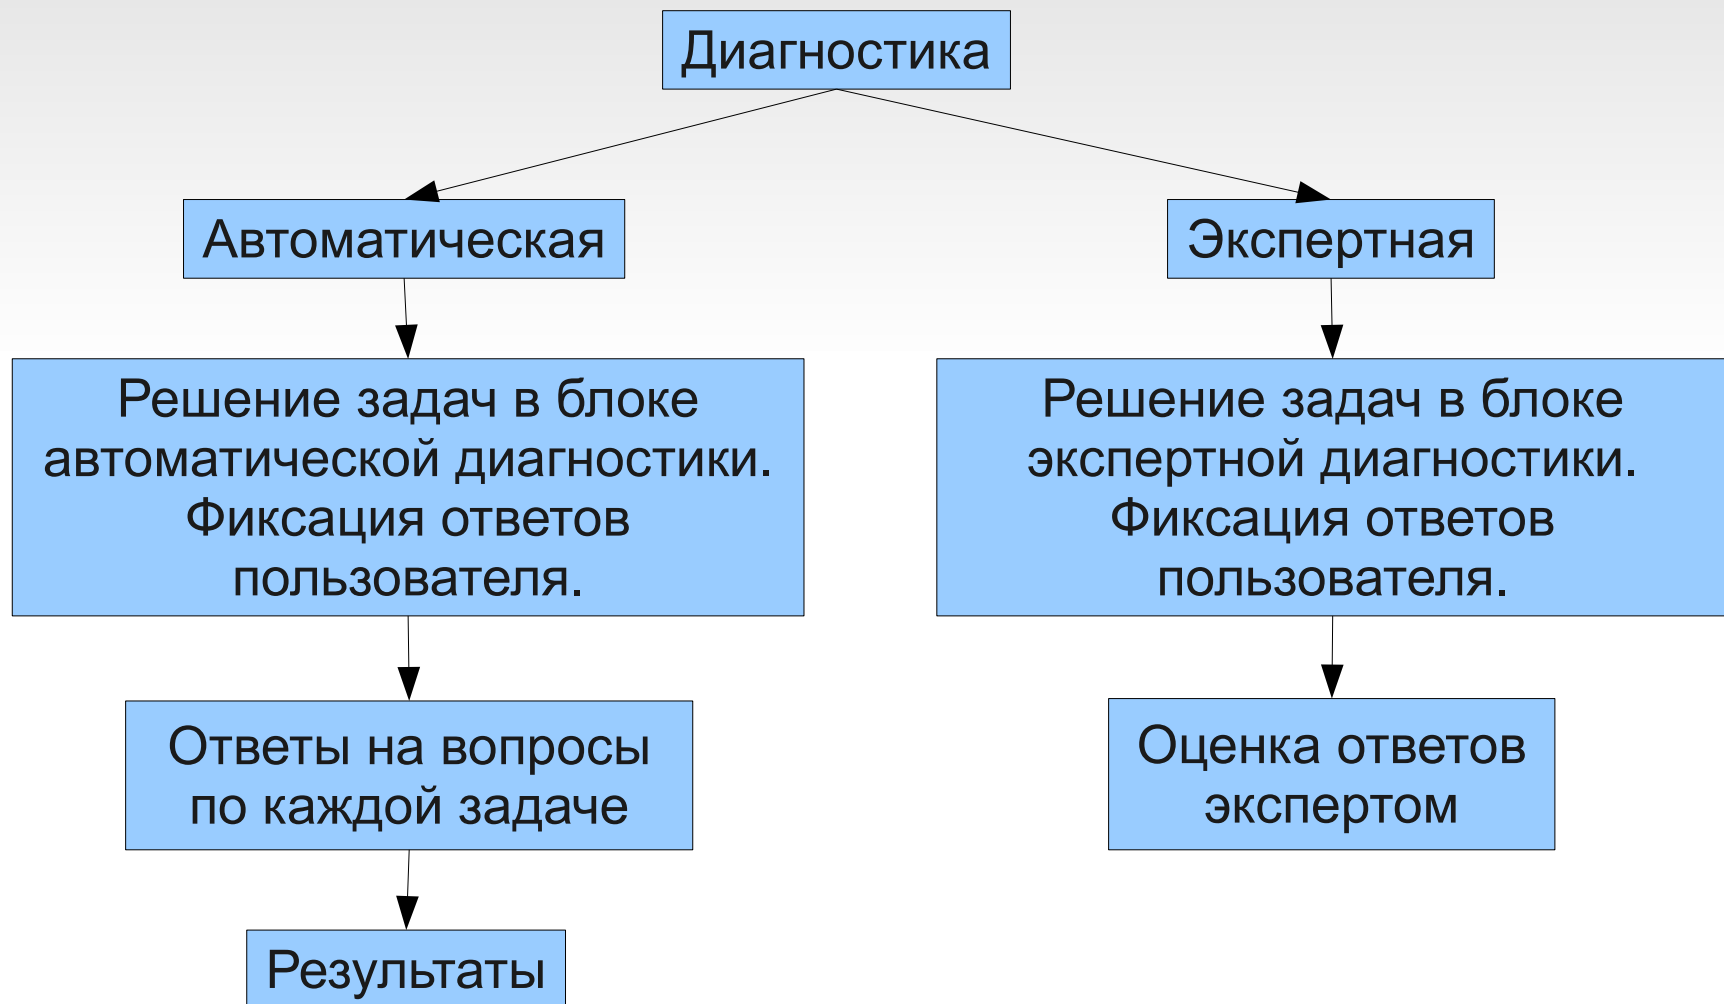 Диагностика
Автоматическая
Экспертная
Решение задач в блоке
автоматической диагностики.
Фиксация ответов
пользователя.
Решение задач в блоке
экспертной диагностики.
Фиксация ответов
пользователя.
Ответы на вопросы
по каждой задаче
Оценка ответов
экспертом
Результаты